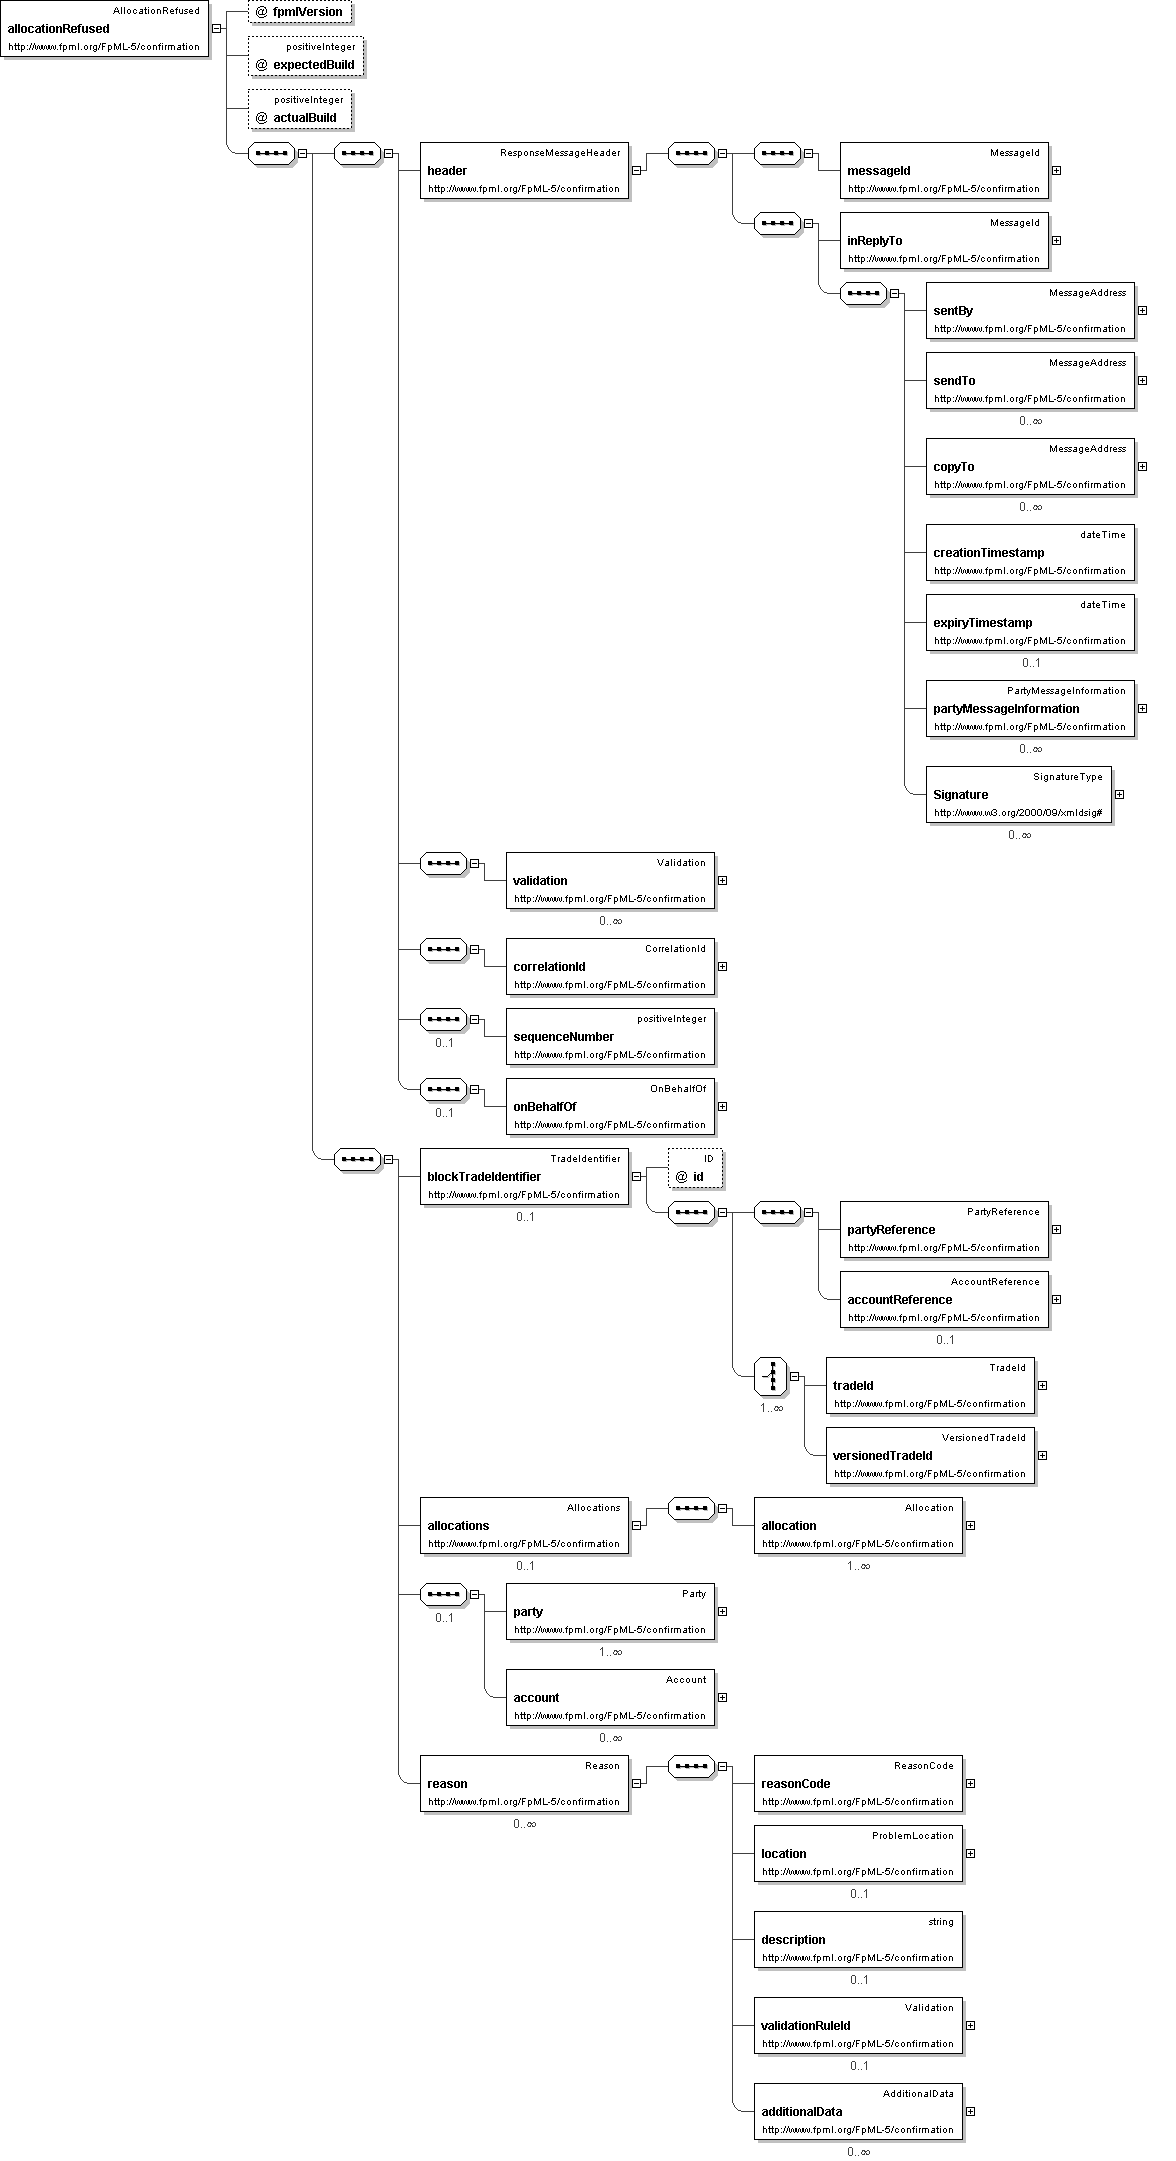 AllocationRefused
allocationRefused
http://www.fpml.org/FpML-5/confirmation
@ fpmlVersion
positiveInteger
@ expectedBuild
positiveInteger
@ actualBuild
ResponseMessageHeader
header
http://www.fpml.org/FpML-5/confirmation
MessageId
messageId
http://www.fpml.org/FpML-5/confirmation
MessageId
inReplyTo
http://www.fpml.org/FpML-5/confirmation
MessageAddress
sentBy
http://www.fpml.org/FpML-5/confirmation
MessageAddress
sendTo
http://www.fpml.org/FpML-5/confirmation
0..∞
MessageAddress
copyTo
http://www.fpml.org/FpML-5/confirmation
0..∞
dateTime
creationTimestamp
http://www.fpml.org/FpML-5/confirmation
dateTime
expiryTimestamp
http://www.fpml.org/FpML-5/confirmation
0..1
PartyMessageInformation
partyMessageInformation
http://www.fpml.org/FpML-5/confirmation
0..∞
SignatureType
Signature
http://www.w3.org/2000/09/xmldsig#
0..∞
Validation
validation
http://www.fpml.org/FpML-5/confirmation
0..∞
CorrelationId
correlationId
http://www.fpml.org/FpML-5/confirmation
positiveInteger
sequenceNumber
http://www.fpml.org/FpML-5/confirmation
0..1
OnBehalfOf
onBehalfOf
http://www.fpml.org/FpML-5/confirmation
0..1
TradeIdentifier
blockTradeIdentifier
http://www.fpml.org/FpML-5/confirmation
0..1
ID
@ id
PartyReference
partyReference
http://www.fpml.org/FpML-5/confirmation
AccountReference
accountReference
http://www.fpml.org/FpML-5/confirmation
0..1
1..∞
TradeId
tradeId
http://www.fpml.org/FpML-5/confirmation
VersionedTradeId
versionedTradeId
http://www.fpml.org/FpML-5/confirmation
Allocations
allocations
http://www.fpml.org/FpML-5/confirmation
0..1
Allocation
allocation
http://www.fpml.org/FpML-5/confirmation
1..∞
0..1
Party
party
http://www.fpml.org/FpML-5/confirmation
1..∞
Account
account
http://www.fpml.org/FpML-5/confirmation
0..∞
Reason
reason
http://www.fpml.org/FpML-5/confirmation
0..∞
ReasonCode
reasonCode
http://www.fpml.org/FpML-5/confirmation
ProblemLocation
location
http://www.fpml.org/FpML-5/confirmation
0..1
string
description
http://www.fpml.org/FpML-5/confirmation
0..1
Validation
validationRuleId
http://www.fpml.org/FpML-5/confirmation
0..1
AdditionalData
additionalData
http://www.fpml.org/FpML-5/confirmation
0..∞